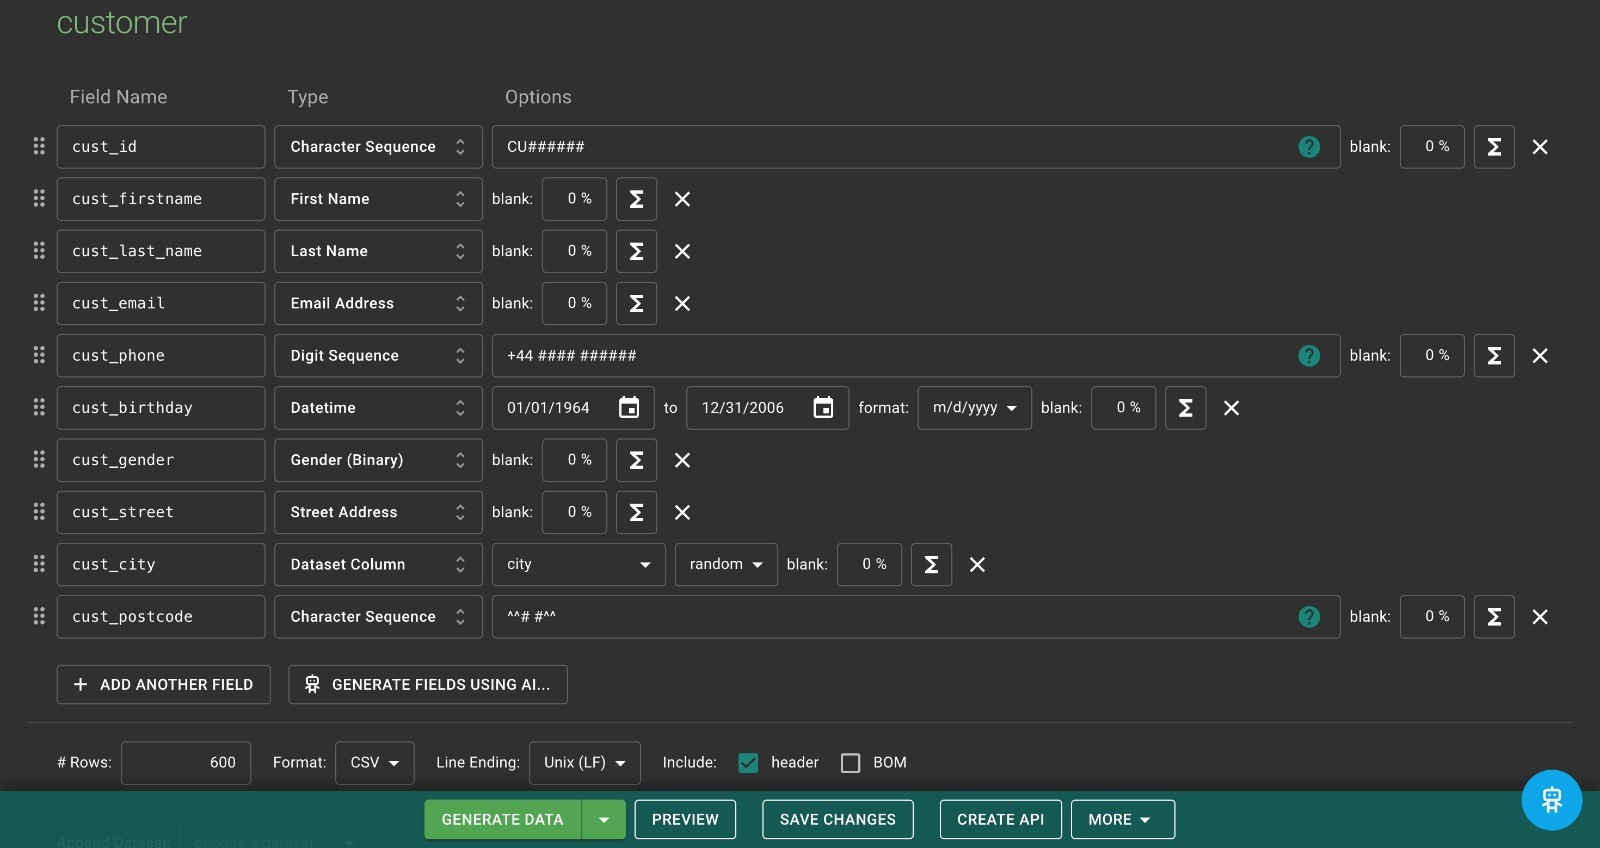 customer
Field Name Type Options
cust_id Character Sequence CU###### ? blank: 0 % Σ
cust_firstname First Name blank: 0 % Σ
cust_last_name Last Name blank: 0 % Σ
cust_email Email Address blank: 0 % Σ
cust_phone Digit Sequence +44 #### ###### ? blank: 0 % Σ
cust_birthday Datetime 01/01/1964 to 12/31/2006 format: m/d/yyyy blank: 0 % Σ
cust_gender Gender (Binary) blank: 0 % Σ
cust_street Street Address blank: 0 % Σ
cust_city Dataset Column city random blank: 0 % Σ
cust_postcode Character Sequence ^^# #^^ ? blank: 0 % Σ
+ ADD ANOTHER FIELD GENERATE FIELDS USING AI...
# Rows: 600 Format: CSV Line Ending: Unix (LF) Include: header BOM
GENERATE DATA PREVIEW SAVE CHANGES CREATE API MORE
Append Dataset choose a dataset...